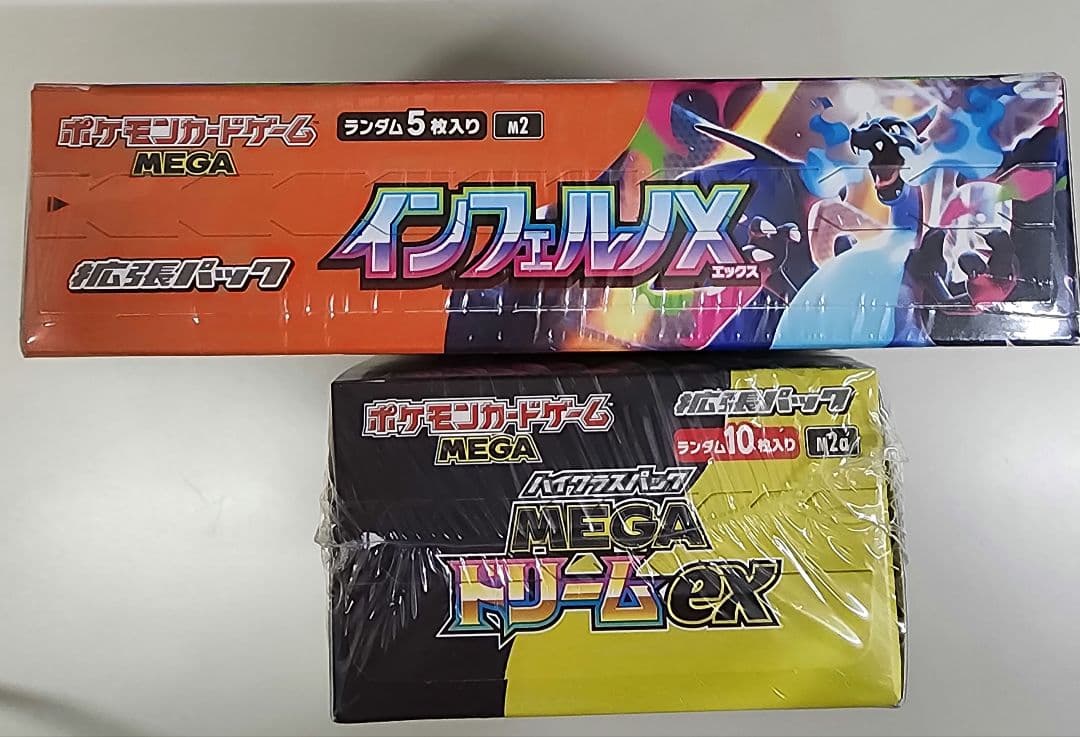 ポケモンカードゲーム
MEGA
ランダム5枚入り M2
インフェルノX
エックス
拡張パック
ポケモンカードゲーム
MEGA
拡張パック
ランダム10枚入り M2a
ハイクラスパック
MEGA
ドリームex